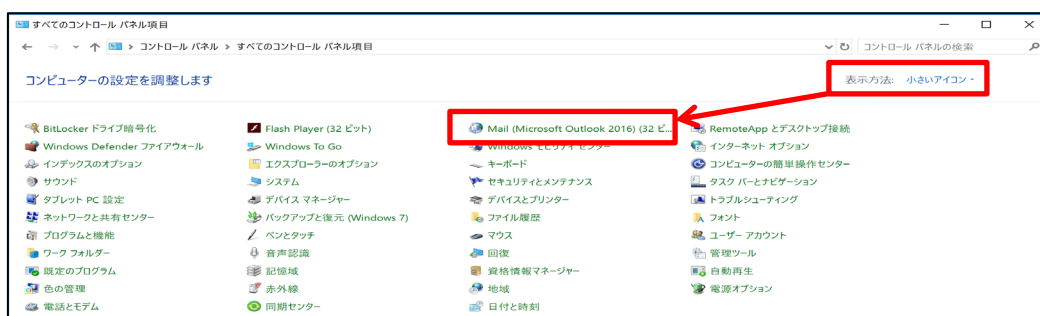 すべてのコントロール パネル項目
コントロール パネル > すべてのコントロール パネル項目
コントロール パネルの検索
コンピューターの設定を調整します
表示方法: 小さいアイコン
BitLocker ドライブ暗号化
Flash Player (32 ビット)
Mail (Microsoft Outlook 2016) (32 ビ...
RemoteApp とデスクトップ接続
Windows Defender ファイアウォール
Windows To Go
Windows モビリティ センター
インターネット オプション
インデックスのオプション
エクスプローラーのオプション
キーボード
コンピューターの簡単操作センター
サウンド
システム
セキュリティとメンテナンス
タスク バーとナビゲーション
タブレット PC 設定
デバイス マネージャー
デバイスとプリンター
トラブルシューティング
ネットワークと共有センター
バックアップと復元 (Windows 7)
ファイル履歴
フォント
プログラムと機能
ペンとタッチ
マウス
ユーザー アカウント
ワーク フォルダー
音声認識
回復
管理ツール
既定のプログラム
記憶域
資格情報マネージャー
自動再生
色の管理
赤外線
地域
電源オプション
電話とモデム
同期センター
日付と時刻